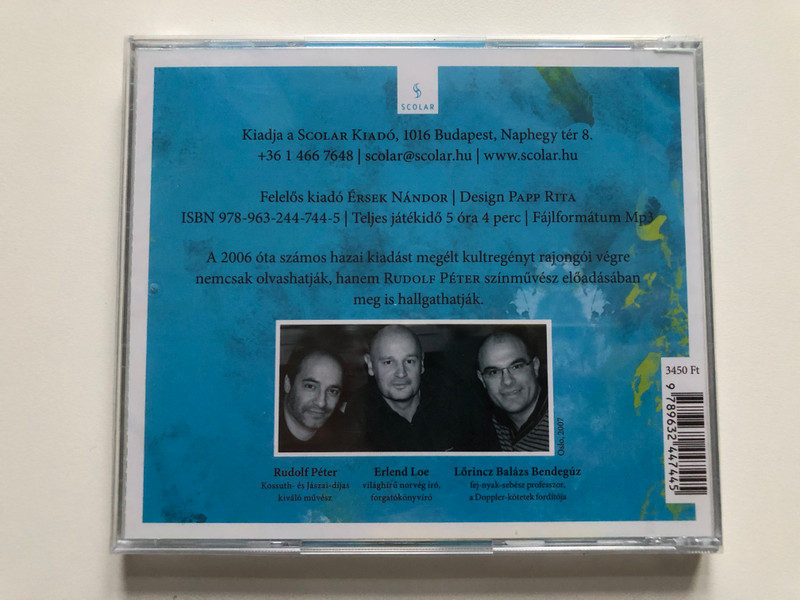 SCOLAR
Kiadja a Scolar Kiadó, 1016 Budapest, Naphegy tér 8.
+36 1 466 7648 | scolar@scolar.hu | www.scolar.hu
Felelős kiadó Érsek Nándor | Design Papp Rita
ISBN 978-963-244-744-5 | Teljes játékidő 5 óra 4 perc | Fájlformátum Mp3
A 2006 óta számos hazai kiadást megélt kultregényt rajongói végre
nemcsak olvashatják, hanem Rudolf Péter színművész előadásában
meg is hallgathatják.
Oslo, 2007
Rudolf Péter
Kossuth- és Jászai-díjas
kiváló művész
Erlend Loe
világhírű norvég író,
forgatókönyvíró
Lőrincz Balázs Bendegúz
fej-nyak-sebész professzor,
a Doppler-kötetek fordítója
3450 Ft
9 789632 447445